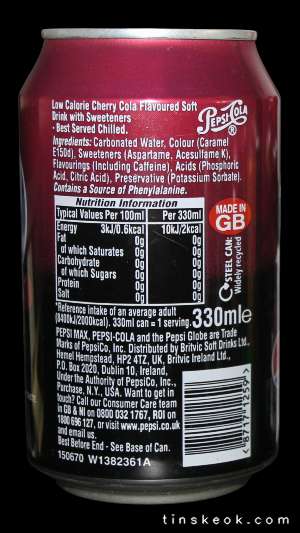 Low Calorie Cherry Cola Flavoured Soft
Drink with Sweeteners
- Best Served Chilled.
Pepsi-Cola
®
Ingredients: Carbonated Water, Colour (Caramel
E150d), Sweeteners (Aspartame, Acesulfame K),
Flavourings (Including Caffeine), Acids (Phosphoric
Acid, Citric Acid), Preservative (Potassium Sorbate).
Contains a Source of Phenylalanine.
Nutrition Information
Typical Values Per 100ml Per 330ml
Energy 3kJ/0.6kcal 10kJ/2kcal
Fat 0g 0g
of which Saturates 0g 0g
Carbohydrate 0g 0g
of which Sugars 0g 0g
Protein 0g 0g
Salt 0g 0g
MADE IN
GB
STEEL CAN:
Widely recycled
*Reference intake of an average adult
(8400kJ/2000kcal). 330ml can = 1 serving.
330ml e
PEPSI MAX, PEPSI-COLA and the Pepsi Globe are Trade
Marks of PepsiCo, Inc. Distributed by Britvic Soft Drinks Ltd.,
Hemel Hempstead, HP2 4TZ, UK. Britvic Ireland Ltd.,
P.O. Box 2020, Dublin 10, Ireland,
Under the Authority of PepsiCo, Inc.,
Purchase, N.Y., USA. Want to get in
touch? Call our Consumer Care team
in GB & NI on 0800 032 1767, ROI on
1890 696 127, or visit www.pepsi.co.uk
and email us.
Best Before End - See Base of Can.
150670 W1382361A
tinskeok.com